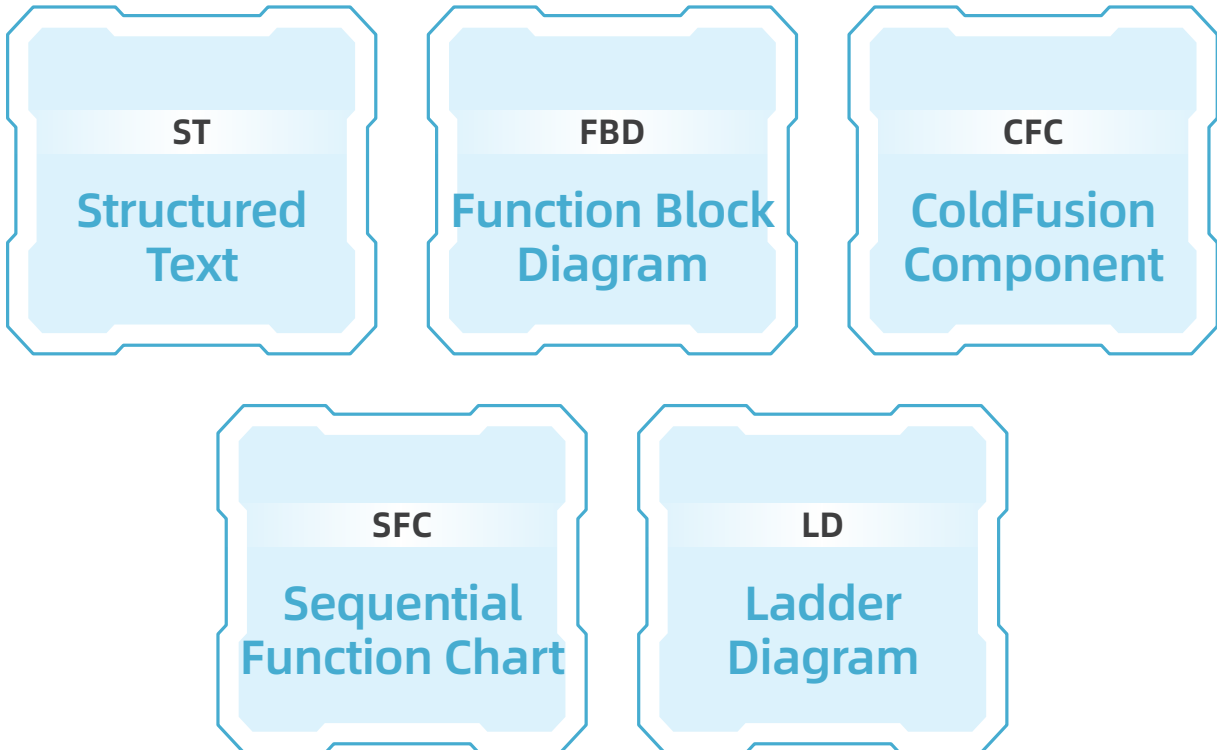 ST
Structured
Text
FBD
Function Block
Diagram
CFC
ColdFusion
Component
SFC
Sequential
Function Chart
LD
Ladder
Diagram